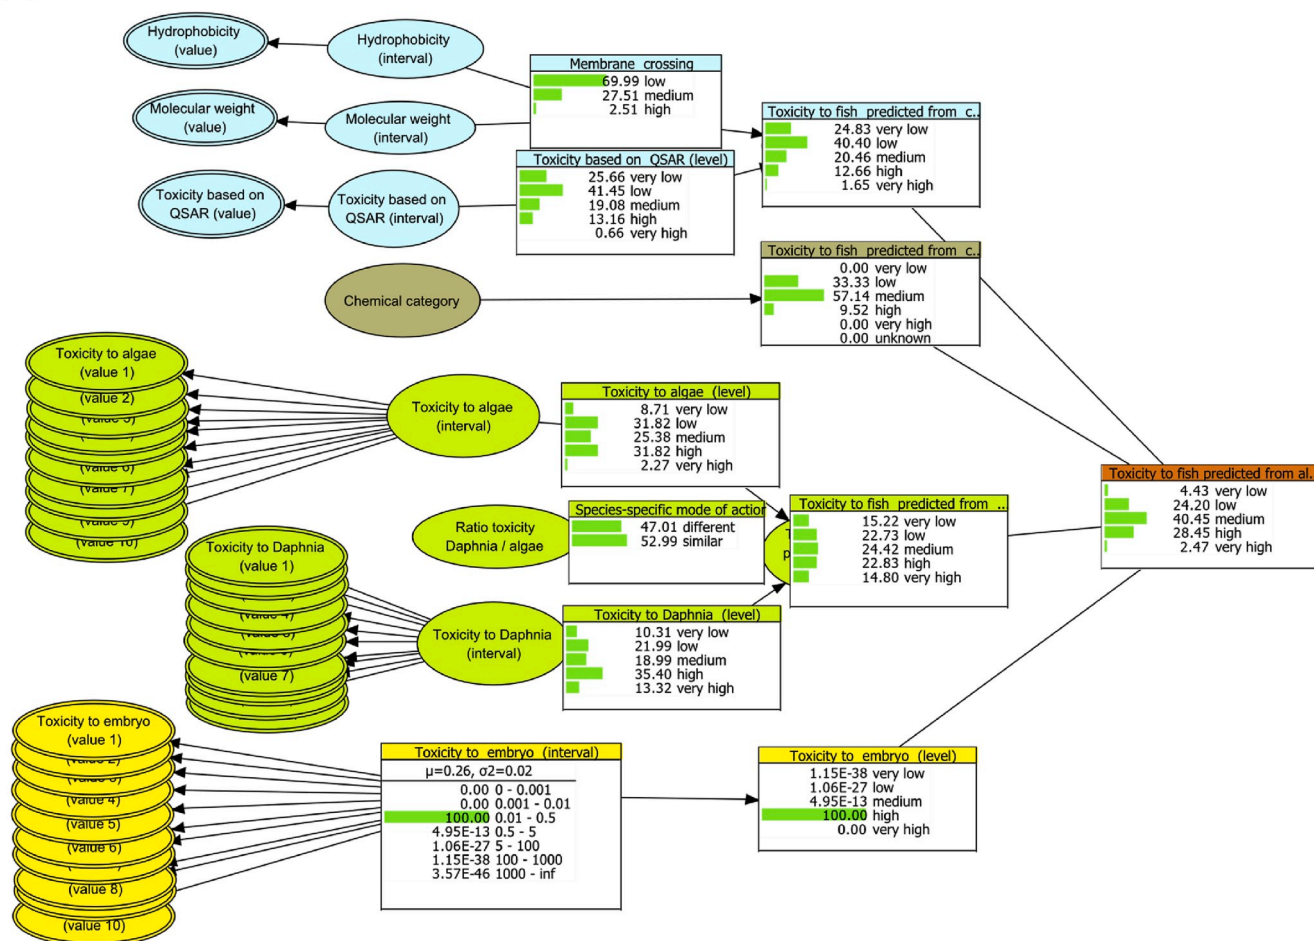 Hydrophobicity
(value)
Hydrophobicity
(interval)
Membrane crossing
69.99 low
27.51 medium
2.51 high
Molecular weight
(value)
Molecular weight
(interval)
Toxicity to fish predicted from c..
24.83 very low
40.40 low
20.46 medium
12.66 high
1.65 very high
Toxicity based on QSAR (level)
25.66 very low
41.45 low
19.08 medium
13.16 high
0.66 very high
Toxicity based on
QSAR (value)
Toxicity based on
QSAR (interval)
Toxicity to fish predicted from c..
0.00 very low
33.33 low
57.14 medium
9.52 high
0.00 very high
0.00 unknown
Chemical category
Toxicity to algae
(value 1)
(value 2)
(value 6)
(value 7)
Toxicity to algae
(interval)
Toxicity to algae (level)
8.71 very low
31.82 low
25.38 medium
31.82 high
2.27 very high
Toxicity to fish predicted from al.
4.43 very low
24.20 low
40.45 medium
28.45 high
2.47 very high
Ratio toxicity
Daphnia / algae
Species-specific mode of action
47.01 different
52.99 similar
Toxicity to fish predicted from ..
15.22 very low
22.73 low
24.42 medium
22.83 high
14.80 very high
Toxicity to Daphnia
(value 1)
(value 7)
Toxicity to Daphnia
(interval)
Toxicity to Daphnia (level)
10.31 very low
21.99 low
18.99 medium
35.40 high
13.32 very high
Toxicity to embryo
(value 1)
(value 4)
(value 5)
(value 6)
(value 8)
(value 10)
Toxicity to embryo (interval)
μ=0.26, σ2=0.02
0.00 0 - 0.001
0.00 0.001 - 0.01
100.00 0.01 - 0.5
4.95E-13 0.5 - 5
1.06E-27 5 - 100
1.15E-38 100 - 1000
3.57E-46 1000 - inf
Toxicity to embryo (level)
1.15E-38 very low
1.06E-27 low
4.95E-13 medium
100.00 high
0.00 very high